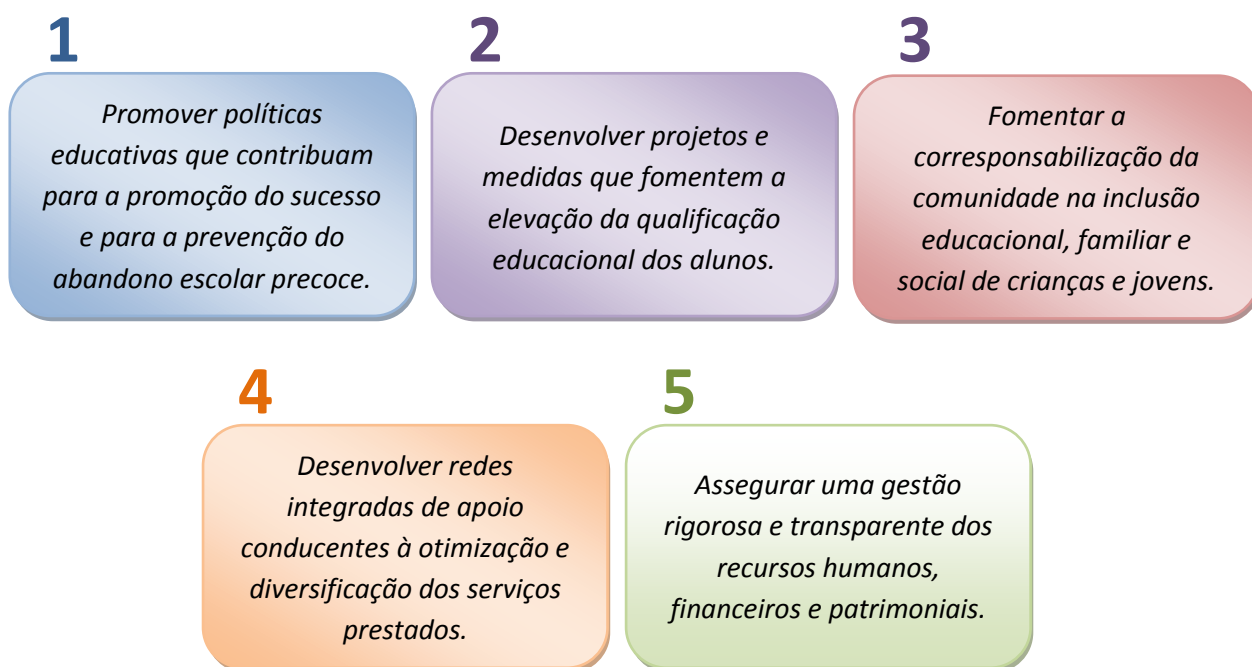 1
Promover políticas
educativas que contribuam
para a promoção do sucesso
e para a prevenção do
abandono escolar precoce.
2
Desenvolver projetos e
medidas que fomentem a
elevação da qualificação
educacional dos alunos.
3
Fomentar a
corresponsabilização da
comunidade na inclusão
educacional, familiar e
social de crianças e jovens.
4
Desenvolver redes
integradas de apoio
conducentes à otimização e
diversificação dos serviços
prestados.
5
Assegurar uma gestão
rigorosa e transparente dos
recursos humanos,
financeiros e patrimoniais.